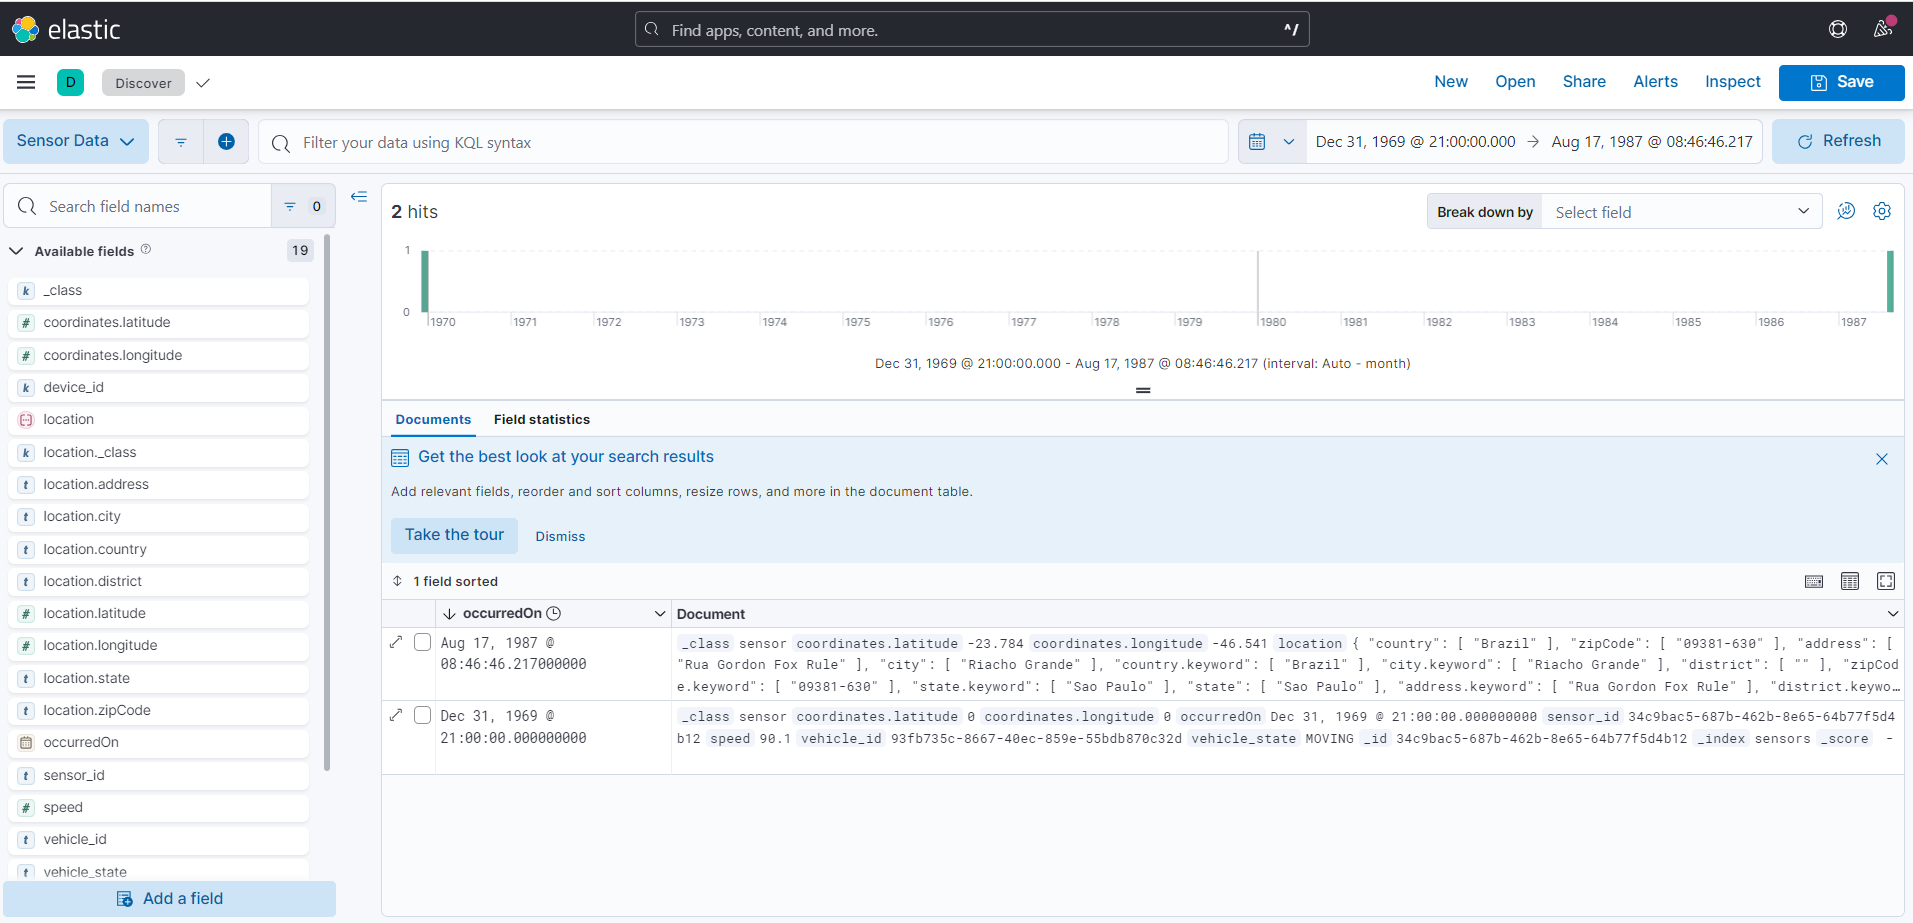 elastic
Find apps, content, and more.
^/
D
Discover
New
Open
Share
Alerts
Inspect
Save
Sensor Data
Filter your data using KQL syntax
Dec 31, 1969 @ 21:00:00.000 → Aug 17, 1987 @ 08:46:46.217
Refresh
Search field names
0
Available fields
19
k _class
# coordinates.latitude
# coordinates.longitude
k device_id
location
k location._class
t location.address
t location.city
t location.country
t location.district
# location.latitude
# location.longitude
t location.state
t location.zipCode
occurredOn
t sensor_id
# speed
t vehicle_id
t vehicle_state
Add a field
2 hits
Break down by
Select field
1
0
1970 1971 1972 1973 1974 1975 1976 1977 1978 1979 1980 1981 1982 1983 1984 1985 1986 1987
Dec 31, 1969 @ 21:00:00.000 - Aug 17, 1987 @ 08:46:46.217 (interval: Auto - month)
Documents
Field statistics
Get the best look at your search results
Add relevant fields, reorder and sort columns, resize rows, and more in the document table.
Take the tour
Dismiss
1 field sorted
occurredOn
Document
Aug 17, 1987 @
08:46:46.217000000
_class sensor coordinates.latitude -23.784 coordinates.longitude -46.541 location { "country": [ "Brazil" ], "zipCode": [ "09381-630" ], "address": [
"Rua Gordon Fox Rule" ], "city": [ "Riacho Grande" ], "country.keyword": [ "Brazil" ], "city.keyword": [ "Riacho Grande" ], "district": [ "" ], "zipCod
e.keyword": [ "09381-630" ], "state.keyword": [ "Sao Paulo" ], "state": [ "Sao Paulo" ], "address.keyword": [ "Rua Gordon Fox Rule" ], "district.keywo…
Dec 31, 1969 @
21:00:00.000000000
_class sensor coordinates.latitude 0 coordinates.longitude 0 occurredOn Dec 31, 1969 @ 21:00:00.000000000 sensor_id 34c9bac5-687b-462b-8e65-64b77f5d4
b12 speed 90.1 vehicle_id 93fb735c-8667-40ec-859e-55bdb870c32d vehicle_state MOVING _id 34c9bac5-687b-462b-8e65-64b77f5d4b12 _index sensors _score -